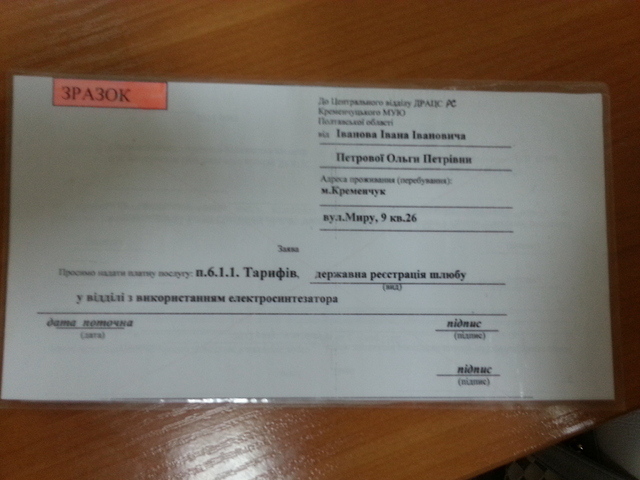 ЗРАЗОК
До Центрального відділу ДРАЦС РС
Кременчуцького МУЮ
Полтавської області
від Іванова Івана Івановича
Петрової Ольги Петрівни
Адреса проживання (перебування):
м.Кременчук
вул.Миру, 9 кв.26
Заява
Просимо надати платну послугу: п.6.1.1. Тарифів, державна реєстрація шлюбу
(вид)
у відділі з використанням електросинтезатора
дата поточна підпис
(дата) (підпис)
підпис
(підпис)